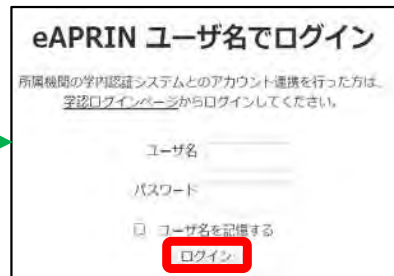 eAPRIN ユーザ名でログイン
所属機関の学内認証システムとのアカウント連携を行った方は、
学認ログインページからログインしてください。
ユーザ名
パスワード
ユーザ名を記憶する
ログイン